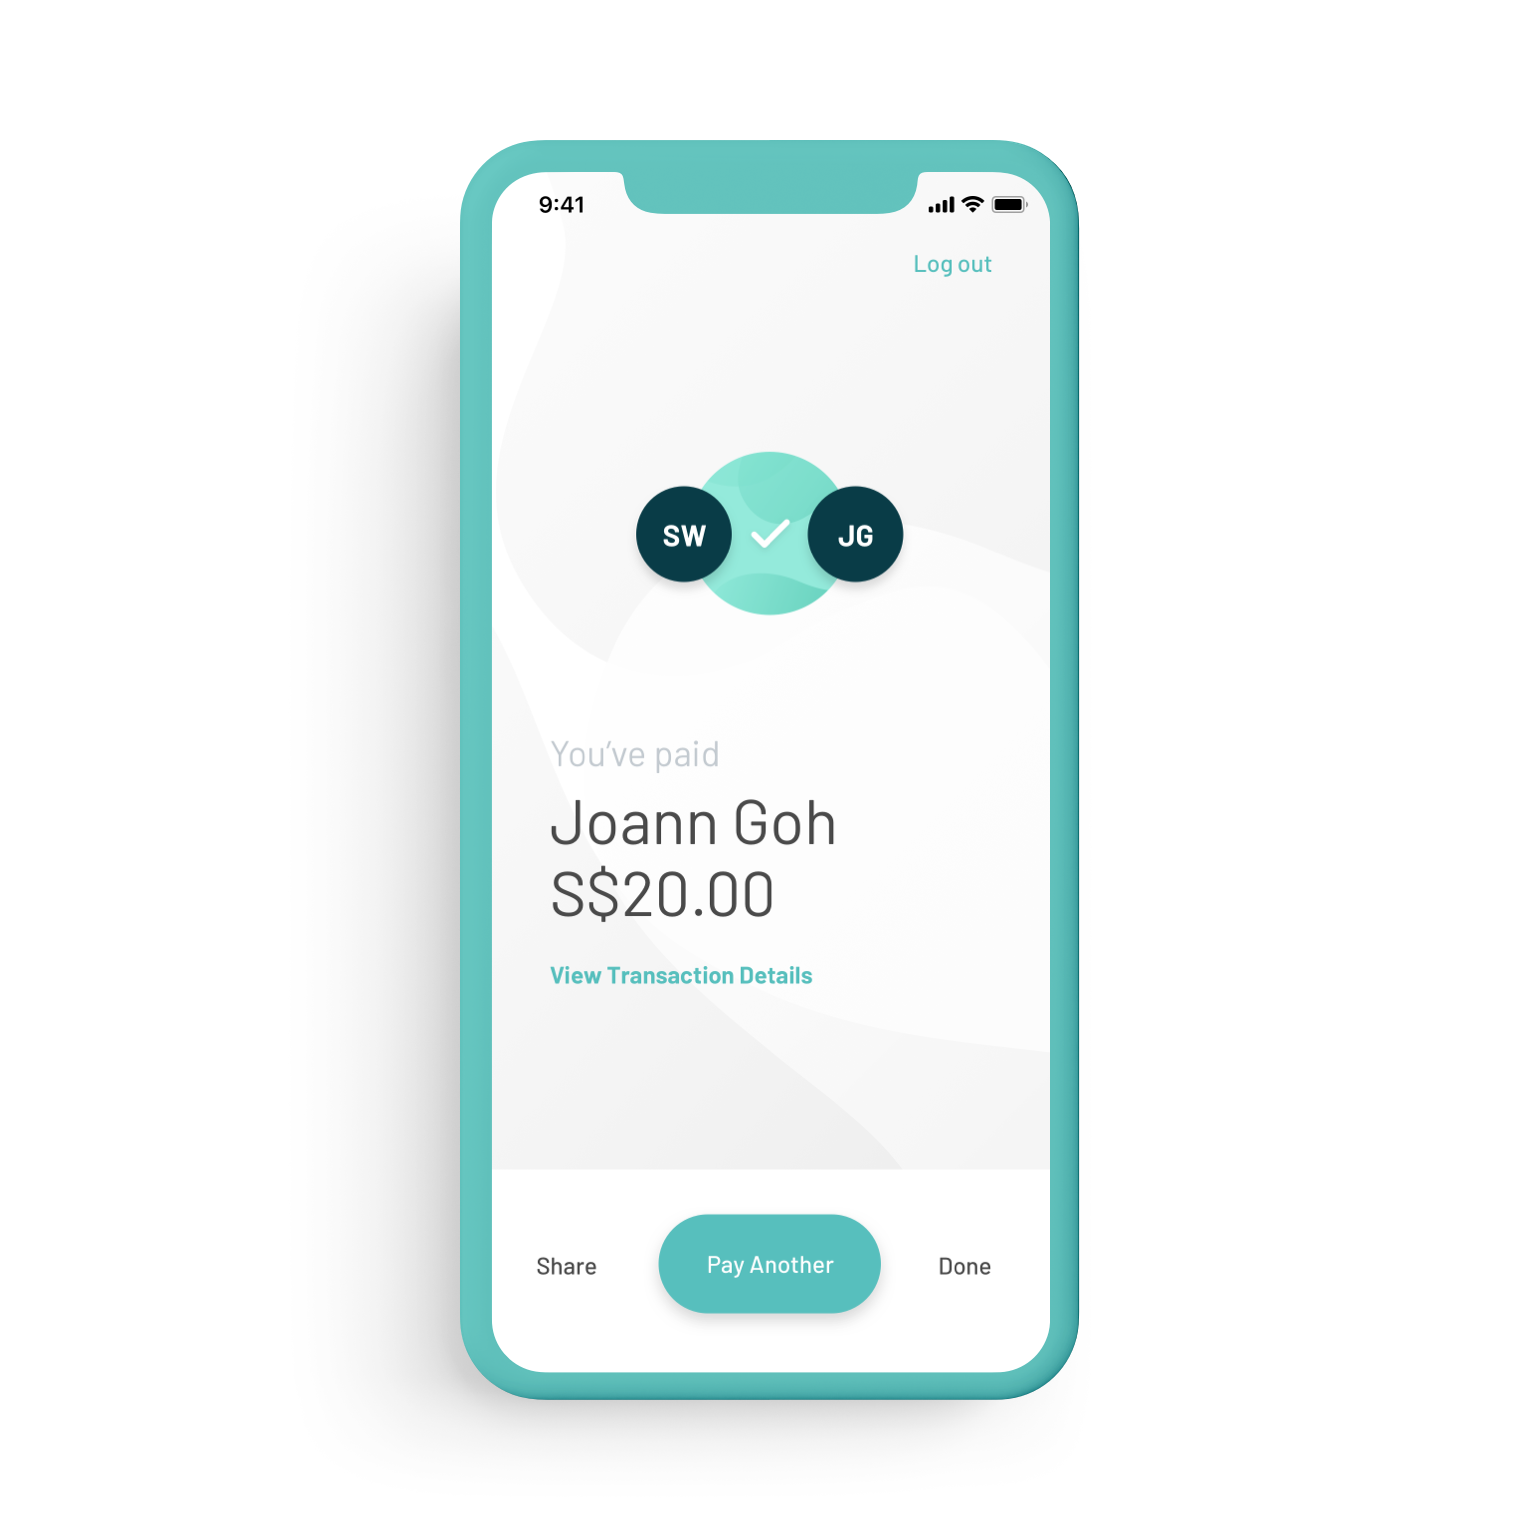 9:41
Log out
SW
JG
You've paid
Joann Goh
S$20.00
View Transaction Details
Share
Pay Another
Done